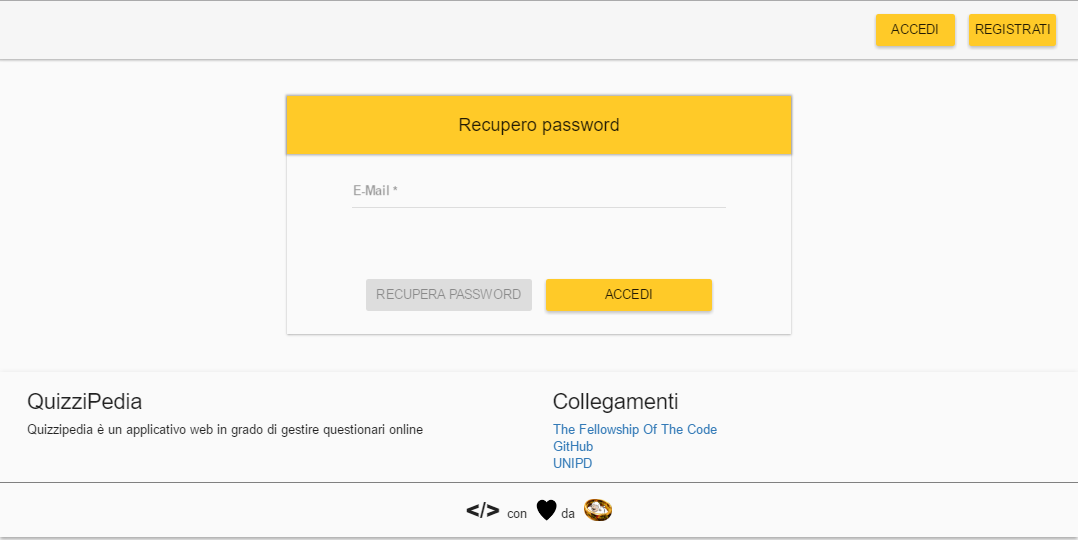 ACCEDI REGISTRATI
Recupero password
E-Mail *
RECUPERA PASSWORD ACCEDI
QuizziPedia
Quizzipedia è un applicativo web in grado di gestire questionari online
Collegamenti
The Fellowship Of The Code
GitHub
UNIPD
</> con da